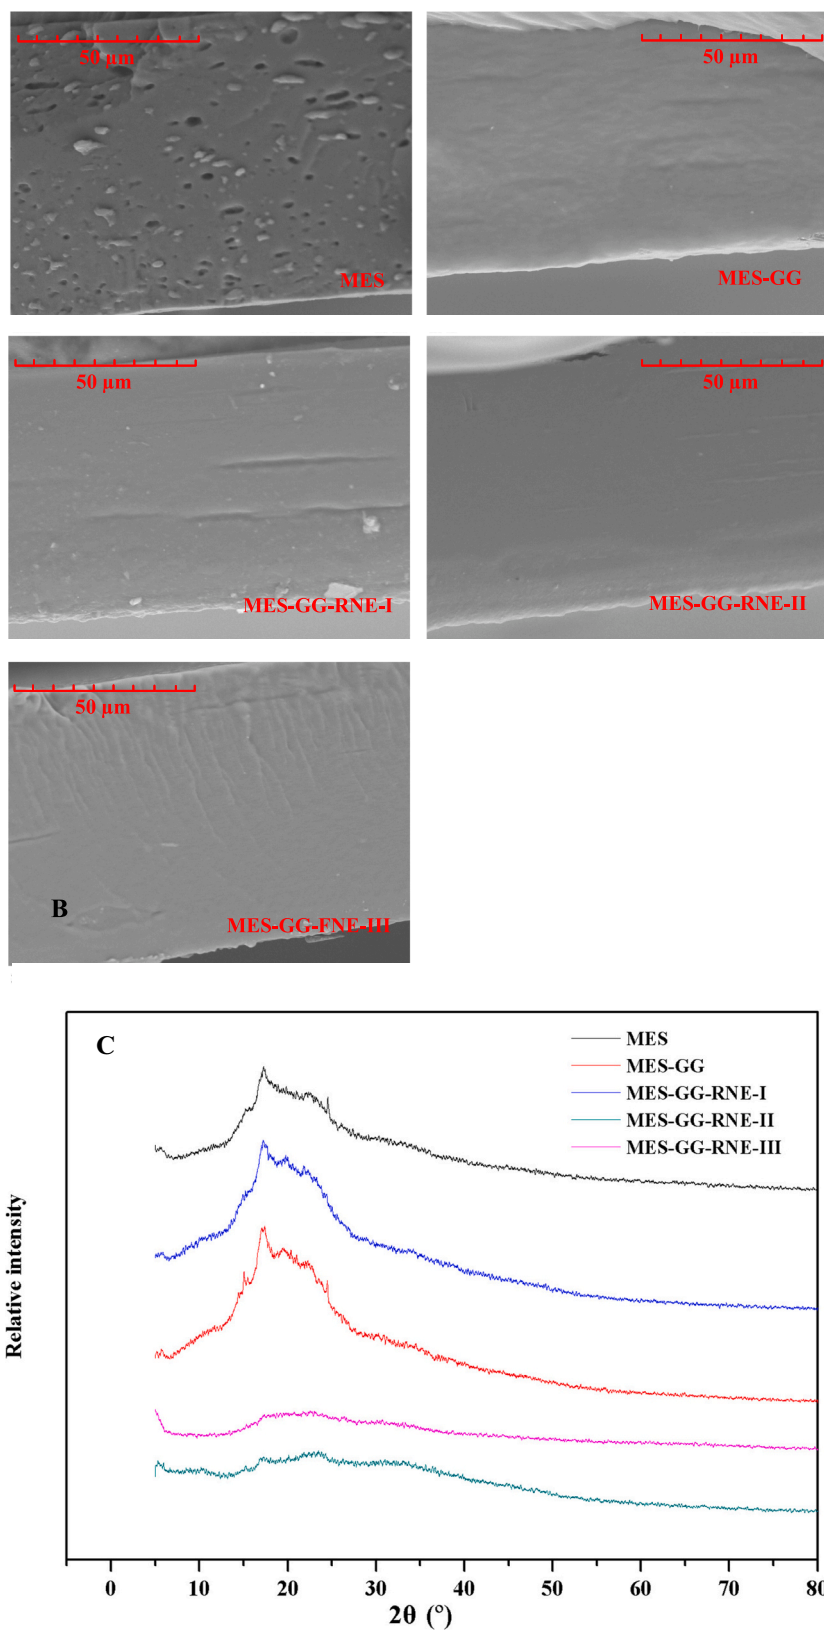 50 μm
MES
50 μm
MES-GG
50 μm
MES-GG-RNE-I
50 μm
MES-GG-RNE-II
50 μm
B
MES-GG-FNE-III
C
MES
MES-GG
MES-GG-RNE-I
MES-GG-RNE-II
MES-GG-RNE-III
Relative intensity
0 10 20 30 40 50 60 70 80
2θ (°)